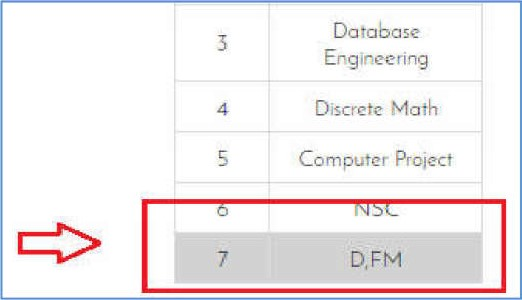 3 Database
Engineering
4 Discrete Math
5 Computer Project
6 NSC
7 D,FM